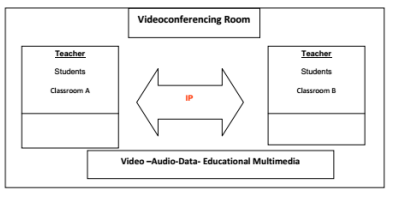 Videoconferencing Room
Teacher
Students
Classroom A
IP
Teacher
Students
Classroom B
Video –Audio-Data- Educational Multimedia